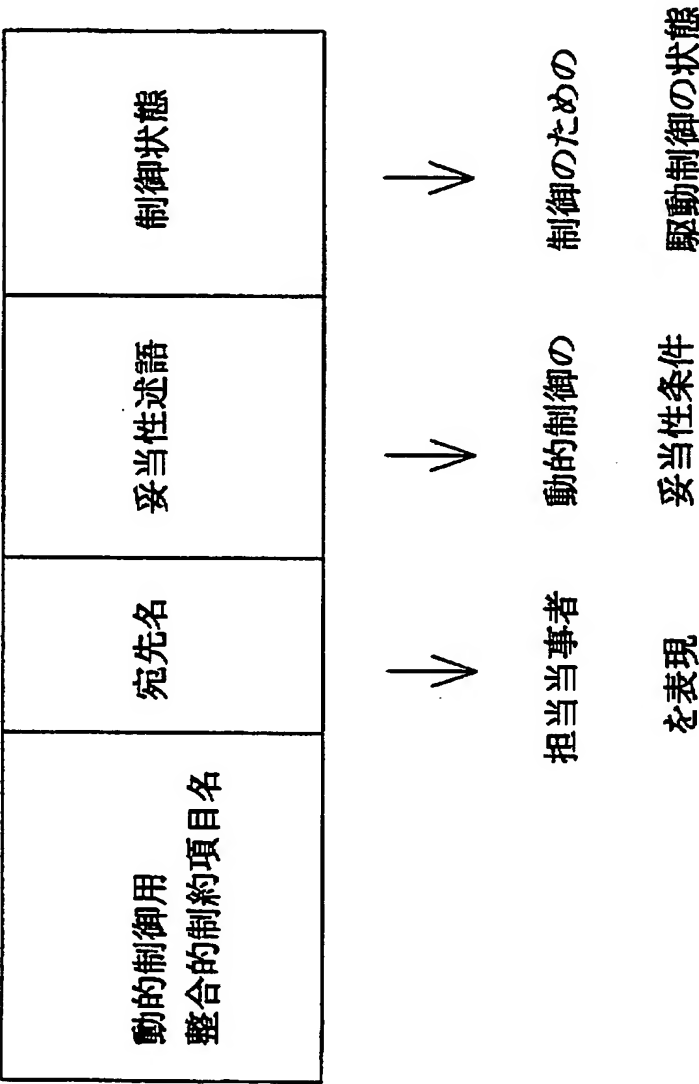 動的制御用
整合的制約項目名
宛先名
妥当性述語
制御状態
担当当事者
を表現
動的制御の
妥当性条件
制御のための
駆動制御の状態